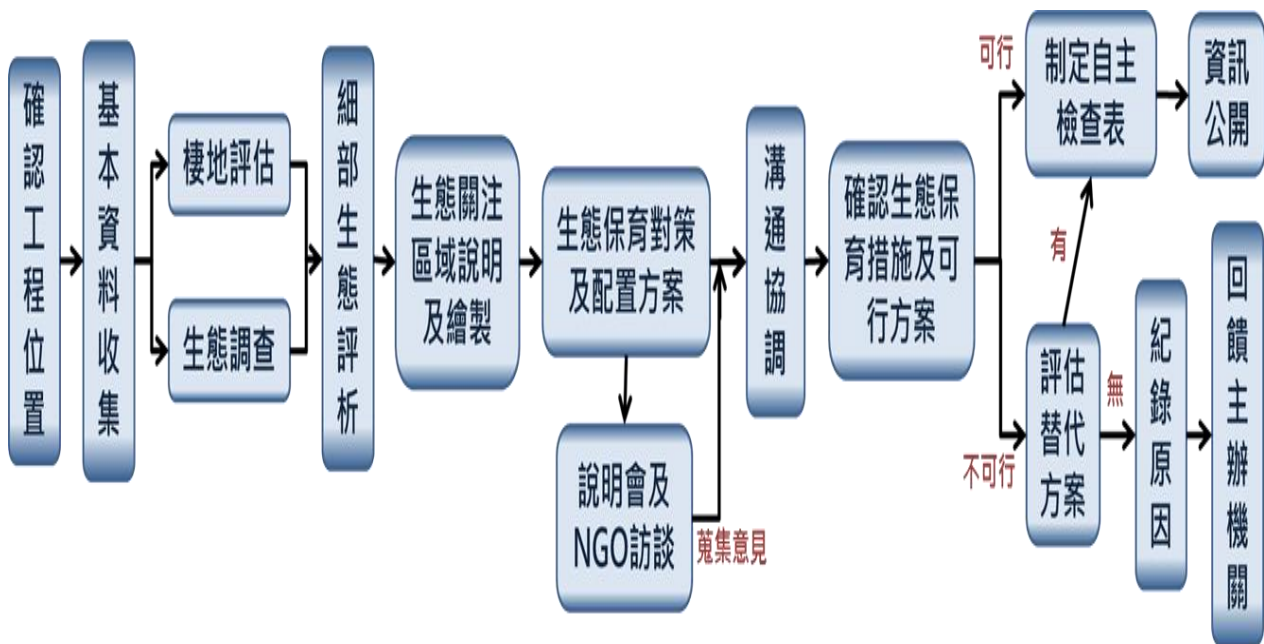 確認工程位置
基本資料收集
棲地評估
生態調查
細部生態評析
生態關注
區域說明
及繪製
生態保育對策
及配置方案
說明會及
NGO訪談
蒐集意見
溝通協調
確認生態保
育措施及可
行方案
可行
制定自主
檢查表
資訊
公開
有
不可行
評估
替代
方案
無
紀錄原因
回饋主辦機關